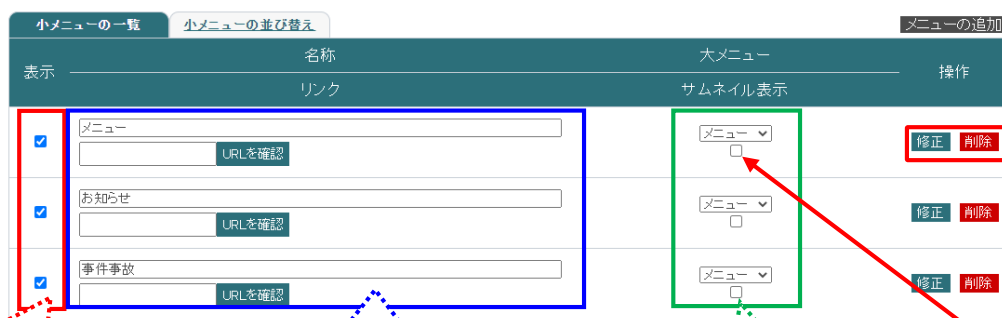 小メニューの一覧 小メニューの並び替え メニューの追加
表示 名称 大メニュー 操作
リンク サムネイル表示
メニュー メニュー 修正 削除
URLを確認
お知らせ メニュー 修正 削除
URLを確認
事件事故 メニュー 修正 削除
URLを確認